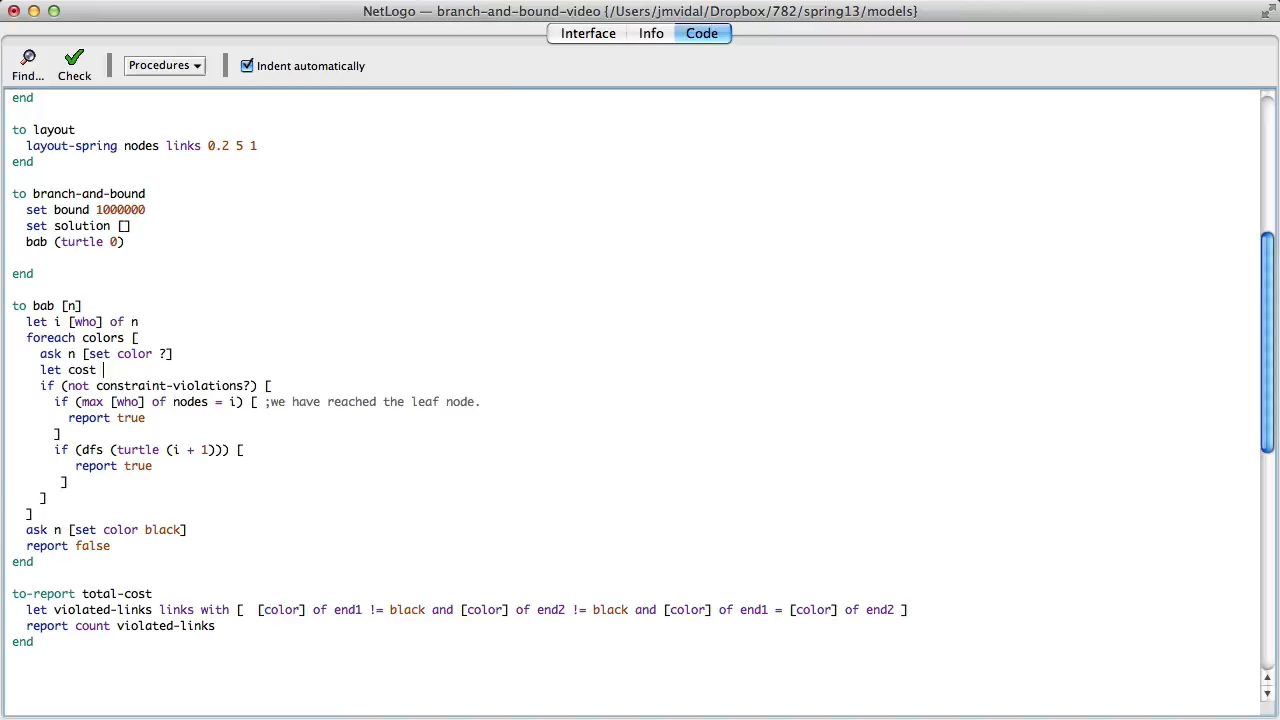 NetLogo — branch-and-bound-video {/Users/jmvidal/Dropbox/782/spring13/models}
Interface Info Code
Find... Check Procedures Indent automatically
end
to layout
  layout-spring nodes links 0.2 5 1
end
to branch-and-bound
  set bound 1000000
  set solution []
  bab (turtle 0)
end
to bab [n]
  let i [who] of n
  foreach colors [
    ask n [set color ?]
    let cost
    if (not constraint-violations?) [
      if (max [who] of nodes = i) [ ;we have reached the leaf node.
        report true
      ]
      if (dfs (turtle (i + 1))) [
         report true
       ]
    ]
  ]
  ask n [set color black]
  report false
end
to-report total-cost
  let violated-links links with [  [color] of end1 != black and [color] of end2 != black and [color] of end1 = [color] of end2 ]
  report count violated-links
end